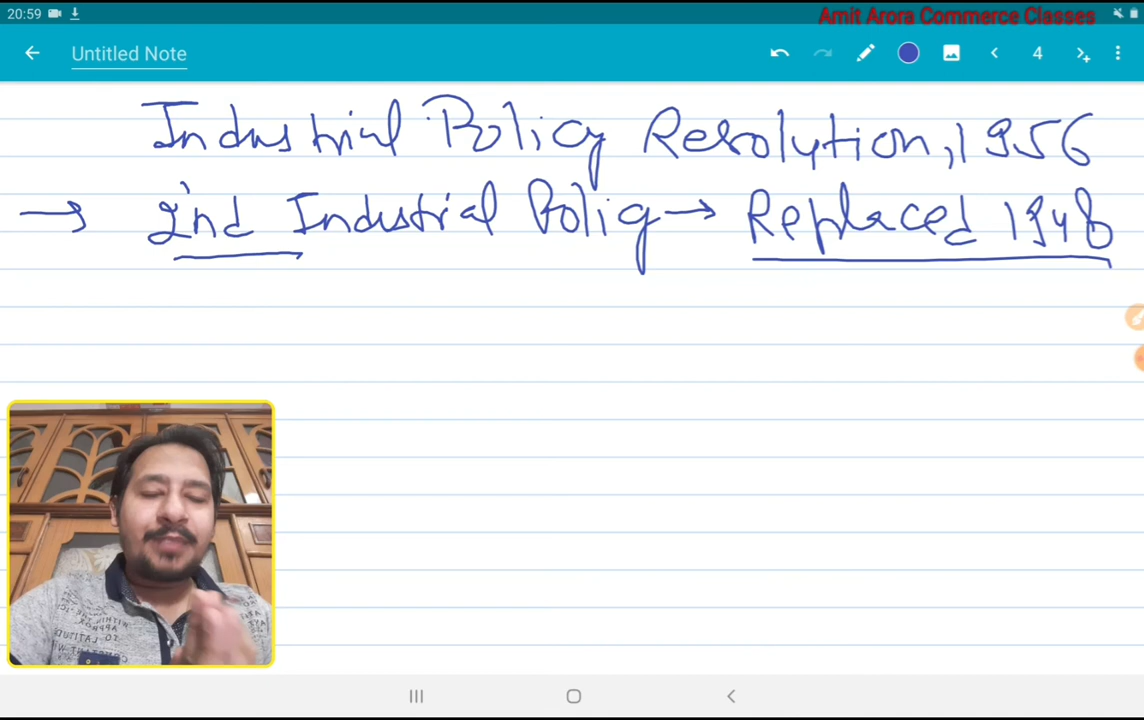 20:59
Amit Arora Commerce Classes
Untitled Note
4
Industrial Policy Resolution, 1956
→ 2nd Industrial Policy → Replaced 1948